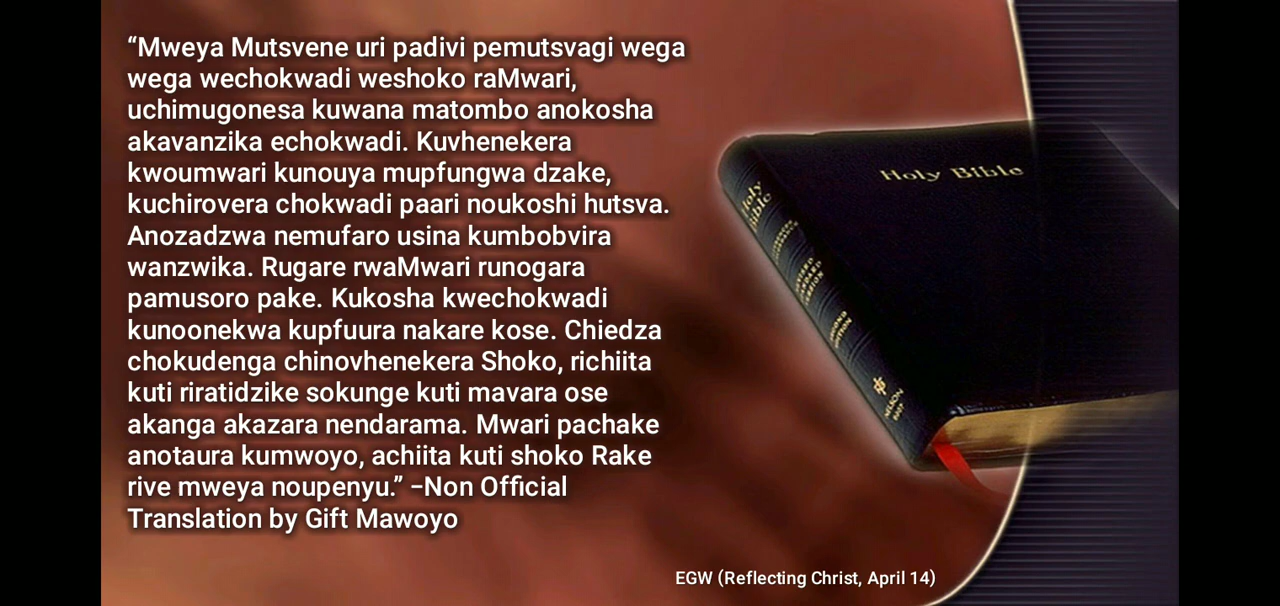 “Mweya Mutsvene uri padivi pemutsvagi wega
wega wechokwadi weshoko raMwari,
uchimugonesa kuwana matombo anokosha
akavanzika echokwadi. Kuvhenekera
kwoumwari kunouya mupfungwa dzake,
kuchirovera chokwadi paari noukoshi hutsva.
Anozadzwa nemufaro usina kumbobvira
wanzwika. Rugare rwaMwari runogara
pamusoro pake. Kukosha kwechokwadi
kunoonekwa kupfuura nakare kose. Chiedza
chokudenga chinovhenekera Shoko, richiita
kuti riratidzike sokunge kuti mavara ose
akanga akazara nendarama. Mwari pachake
anotaura kumwoyo, achiita kuti shoko Rake
rive mweya noupenyu.” –Non Official
Translation by Gift Mawoyo
EGW (Reflecting Christ, April 14)
Holy Bible
Holy
Bible
NELSON